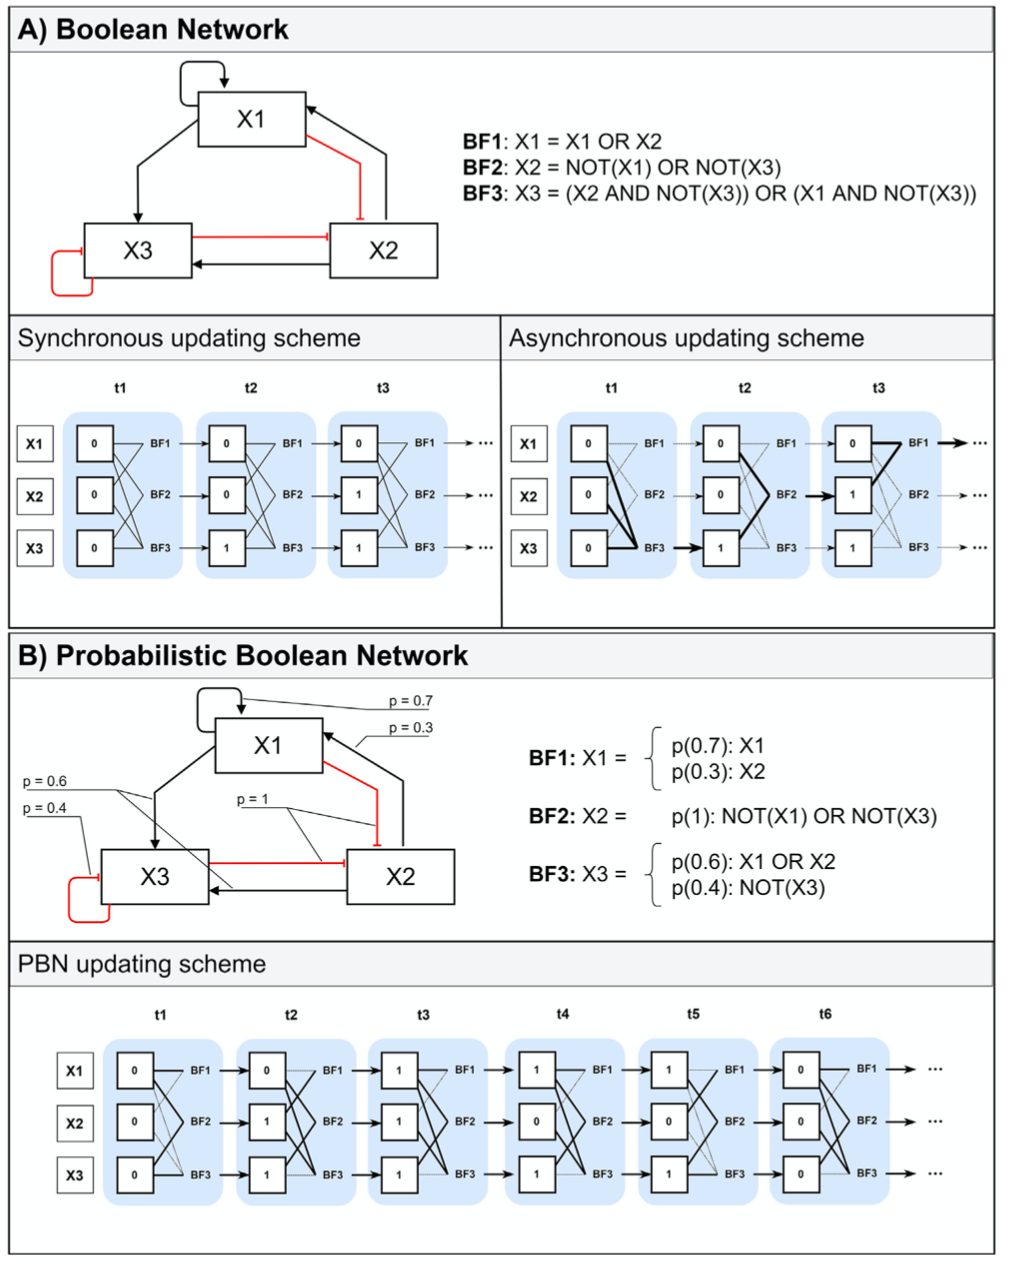 A) Boolean Network
X1
X3
X2
BF1: X1 = X1 OR X2
BF2: X2 = NOT(X1) OR NOT(X3)
BF3: X3 = (X2 AND NOT(X3)) OR (X1 AND NOT(X3))
Synchronous updating scheme
t1 t2 t3
X1 0 BF1 0 BF1 0 BF1 ...
X2 0 BF2 0 BF2 1 BF2 ...
X3 0 BF3 1 BF3 1 BF3 ...
Asynchronous updating scheme
t1 t2 t3
X1 0 BF1 0 BF1 0 BF1 ...
X2 0 BF2 0 BF2 1 BF2 ...
X3 0 BF3 1 BF3 1 BF3 ...
B) Probabilistic Boolean Network
p = 0.7
p = 0.3
X1
p = 0.6
p = 0.4
p = 1
X3
X2
BF1: X1 =
p(0.7): X1
p(0.3): X2
BF2: X2 = p(1): NOT(X1) OR NOT(X3)
BF3: X3 =
p(0.6): X1 OR X2
p(0.4): NOT(X3)
PBN updating scheme
t1 t2 t3 t4 t5 t6
X1 0 BF1 0 BF1 1 BF1 1 BF1 1 BF1 0 BF1 ...
X2 0 BF2 1 BF2 1 BF2 0 BF2 0 BF2 0 BF2 ...
X3 0 BF3 1 BF3 1 BF3 1 BF3 1 BF3 0 BF3 ...